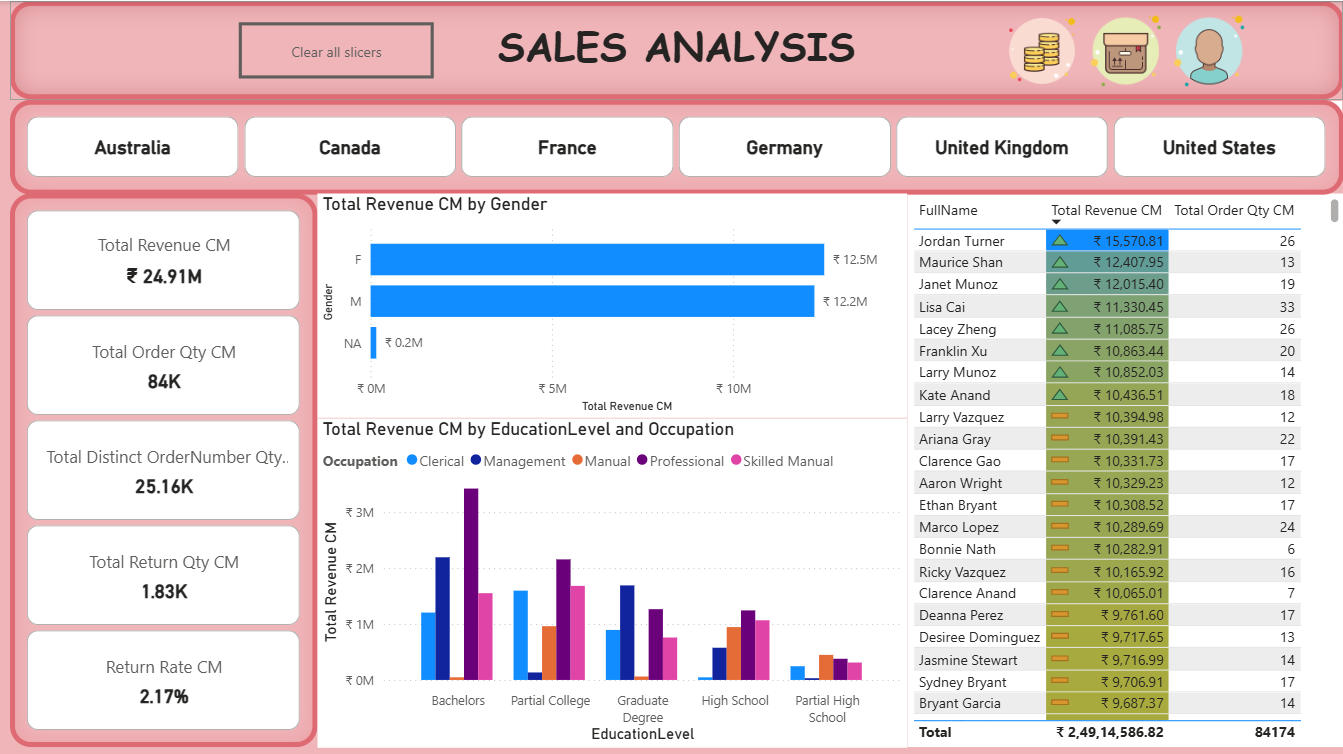 Clear all slicers
SALES ANALYSIS
Australia
Canada
France
Germany
United Kingdom
United States
Total Revenue CM
₹ 24.91M
Total Order Qty CM
84K
Total Distinct OrderNumber Qty..
25.16K
Total Return Qty CM
1.83K
Return Rate CM
2.17%
Total Revenue CM by Gender
Gender
F ₹ 12.5M
M ₹ 12.2M
NA ₹ 0.2M
₹ 0M ₹ 5M ₹ 10M
Total Revenue CM
Total Revenue CM by EducationLevel and Occupation
Occupation Clerical Management Manual Professional Skilled Manual
Total Revenue CM
₹ 3M
₹ 2M
₹ 1M
₹ 0M
Bachelors Partial College Graduate High School Partial High
Degree School
EducationLevel
FullName Total Revenue CM Total Order Qty CM
Jordan Turner ₹ 15,570.81 26
Maurice Shan ₹ 12,407.95 13
Janet Munoz ₹ 12,015.40 19
Lisa Cai ₹ 11,330.45 33
Lacey Zheng ₹ 11,085.75 26
Franklin Xu ₹ 10,863.44 20
Larry Munoz ₹ 10,852.03 14
Kate Anand ₹ 10,436.51 18
Larry Vazquez ₹ 10,394.98 12
Ariana Gray ₹ 10,391.43 22
Clarence Gao ₹ 10,331.73 17
Aaron Wright ₹ 10,329.23 12
Ethan Bryant ₹ 10,308.52 17
Marco Lopez ₹ 10,289.69 24
Bonnie Nath ₹ 10,282.91 6
Ricky Vazquez ₹ 10,165.92 16
Clarence Anand ₹ 10,065.01 7
Deanna Perez ₹ 9,761.60 17
Desiree Dominguez ₹ 9,717.65 13
Jasmine Stewart ₹ 9,716.99 14
Sydney Bryant ₹ 9,706.91 17
Bryant Garcia ₹ 9,687.37 14
Total ₹ 2,49,14,586.82 84174